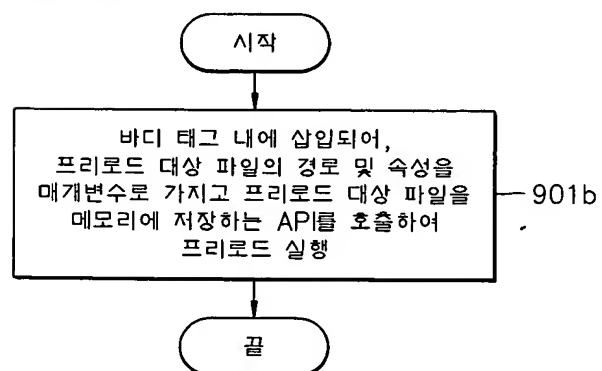 시작
바디 태그 내에 삽입되어,
프리로드 대상 파일의 경로 및 속성을
매개변수로 가지고 프리로드 대상 파일을
메모리에 저장하는 API를 호출하여
프리로드 실행
901b
끝